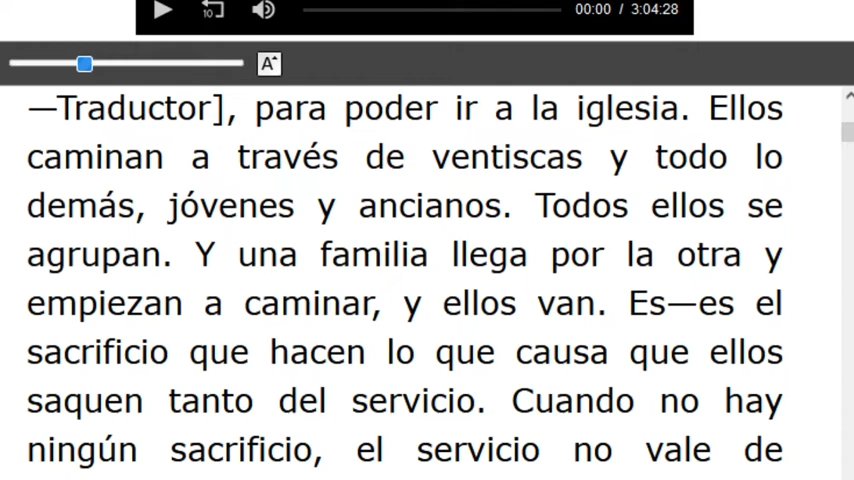 10
00:00 / 3:04:28
A
—Traductor], para poder ir a la iglesia. Ellos
caminan a través de ventiscas y todo lo
demás, jóvenes y ancianos. Todos ellos se
agrupan. Y una familia llega por la otra y
empiezan a caminar, y ellos van. Es—es el
sacrificio que hacen lo que causa que ellos
saquen tanto del servicio. Cuando no hay
ningún sacrificio, el servicio no vale de